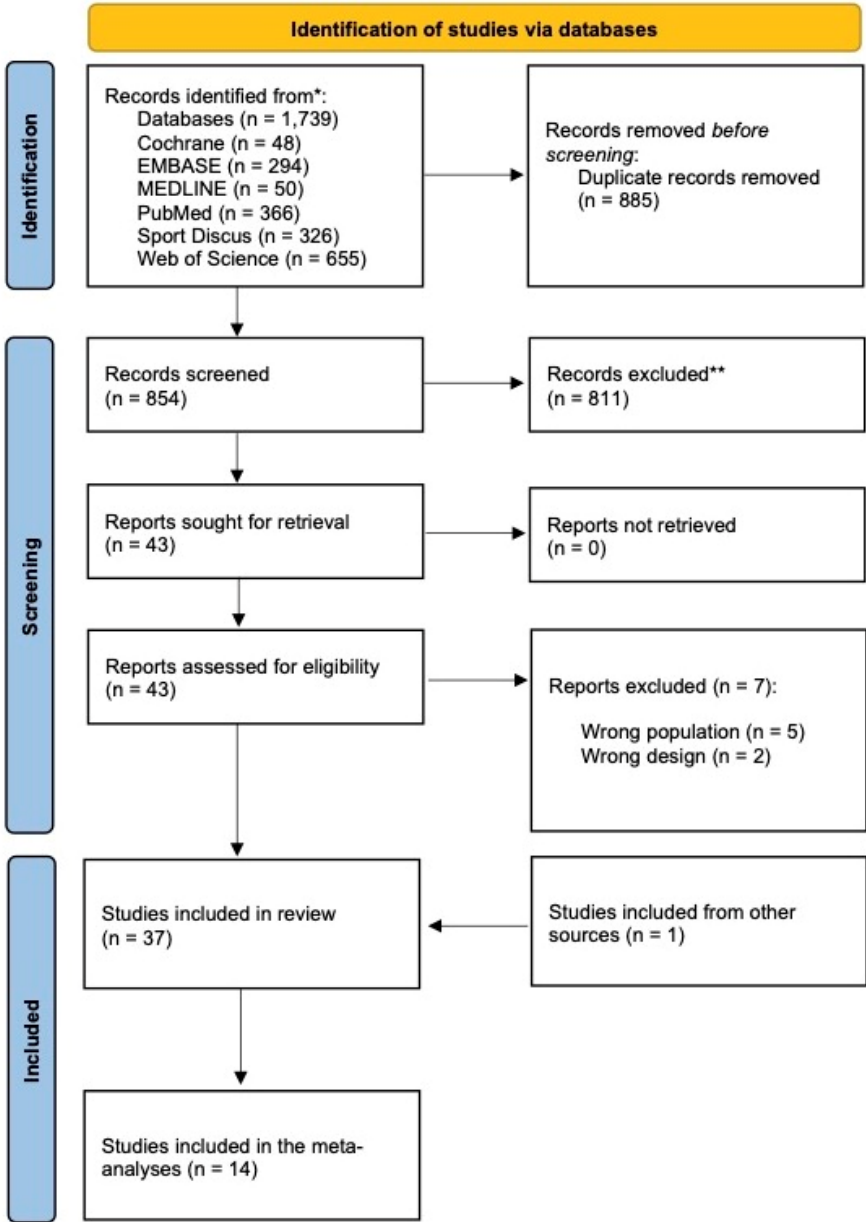 Identification of studies via databases
Identification
Records identified from*:
Databases (n = 1,739)
Cochrane (n = 48)
EMBASE (n = 294)
MEDLINE (n = 50)
PubMed (n = 366)
Sport Discus (n = 326)
Web of Science (n = 655)
Records removed before
screening:
Duplicate records removed
(n = 885)
Screening
Records screened
(n = 854)
Records excluded**
(n = 811)
Reports sought for retrieval
(n = 43)
Reports not retrieved
(n = 0)
Reports assessed for eligibility
(n = 43)
Reports excluded (n = 7):
Wrong population (n = 5)
Wrong design (n = 2)
Included
Studies included in review
(n = 37)
Studies included from other
sources (n = 1)
Studies included in the meta-
analyses (n = 14)